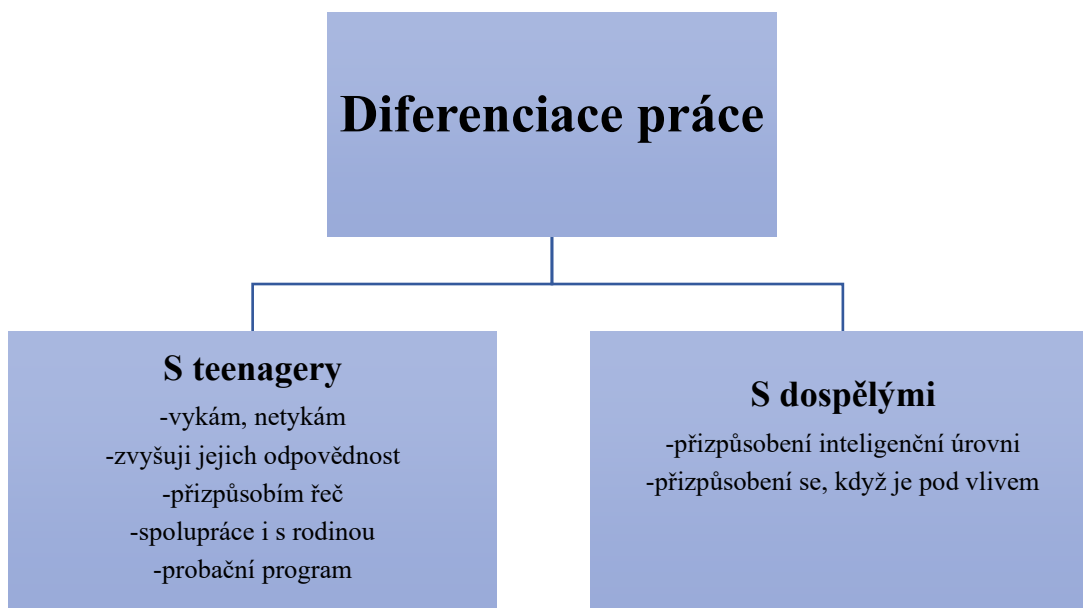 Diferenciace práce
S teenagery
-vykám, netykám
-zvyšuji jejich odpovědnost
-přizpůsobím řeč
-spolupráce i s rodinou
-probační program
S dospělými
-přizpůsobení inteligenční úrovni
-přizpůsobení se, když je pod vlivem